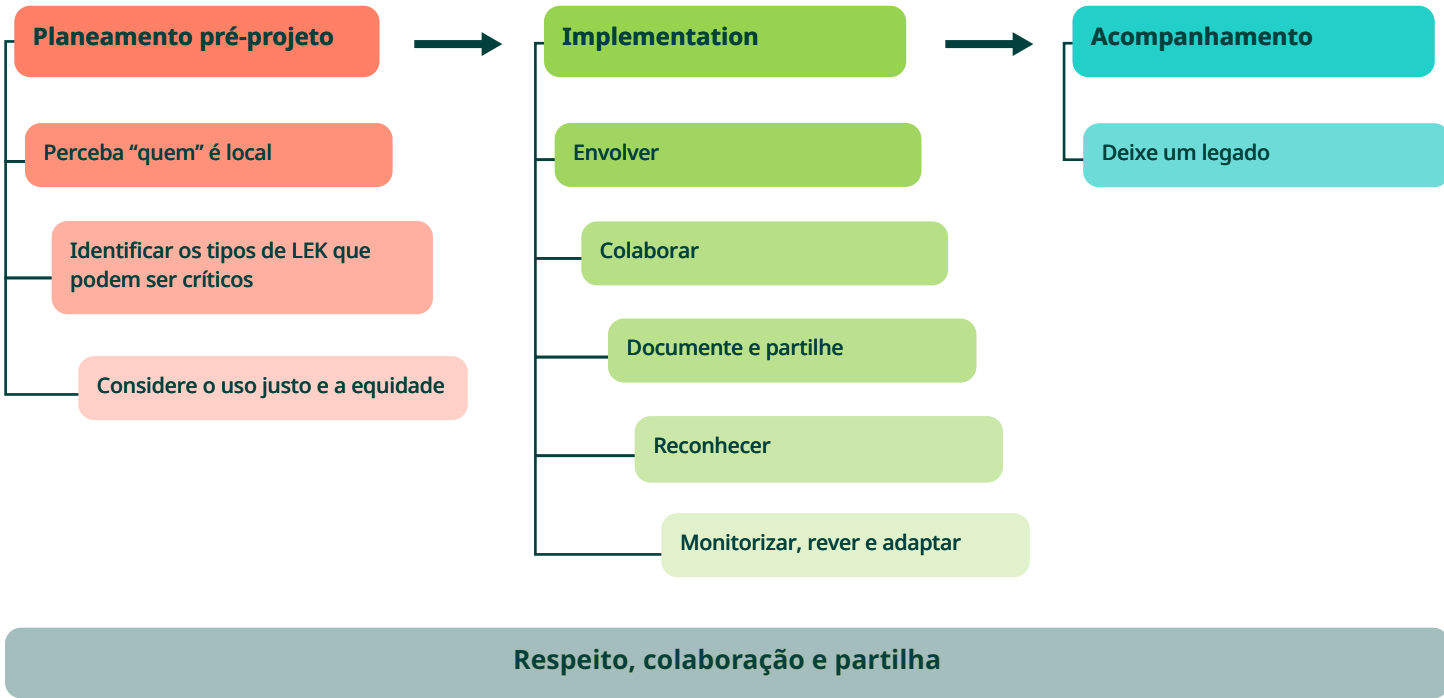 Planeamento pré-projeto
Perceba “quem” é local
Identificar os tipos de LEK que
podem ser críticos
Considere o uso justo e a equidade
Implementation
Envolver
Colaborar
Documente e partilhe
Reconhecer
Monitorizar, rever e adaptar
Acompanhamento
Deixe um legado
Respeito, colaboração e partilha